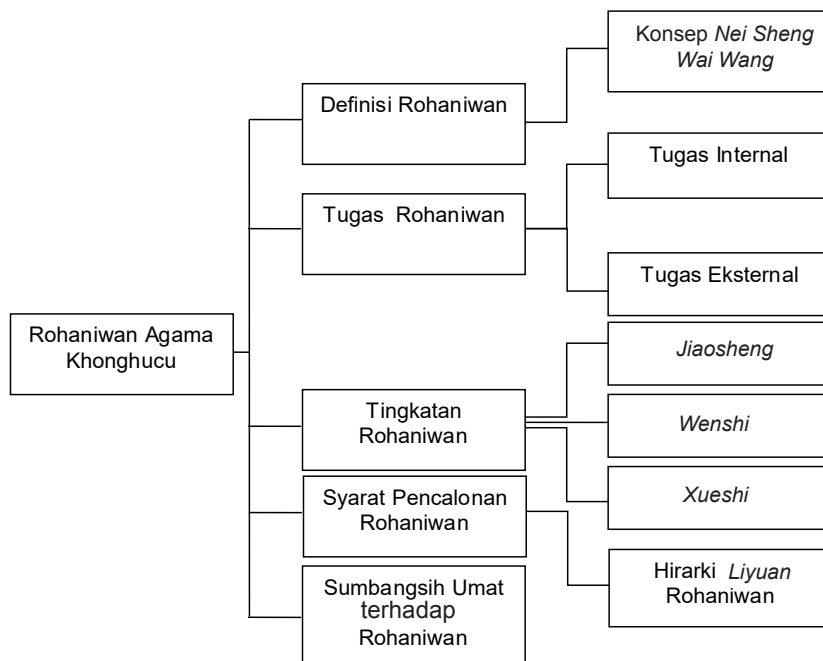 Rohaniwan Agama
Khonghucu
Definisi Rohaniwan
Konsep Nei Sheng
Wai Wang
Tugas Rohaniwan
Tugas Internal
Tugas Eksternal
Tingkatan
Rohaniwan
Jiaosheng
Wenshi
Xueshi
Syarat Pencalonan
Rohaniwan
Hirarki Liyuan
Rohaniwan
Sumbangsih Umat
terhadap
Rohaniwan